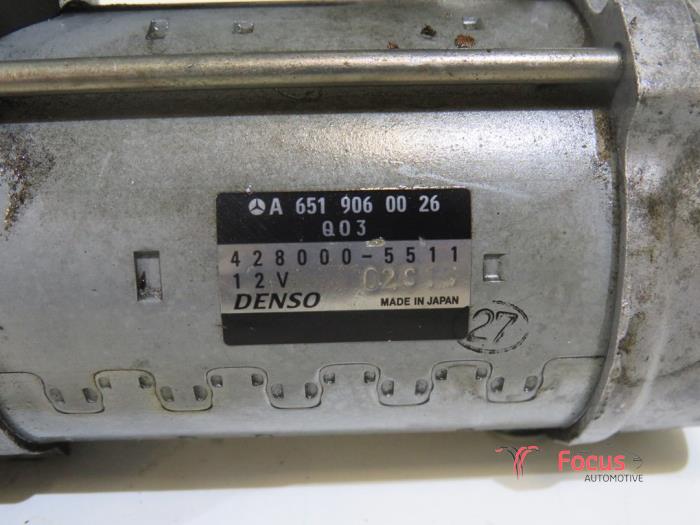 A 651 906 00 26
Q03
428000-5511
12V
DENSO MADE IN JAPAN
27
Focus
AUTOMOTIVE